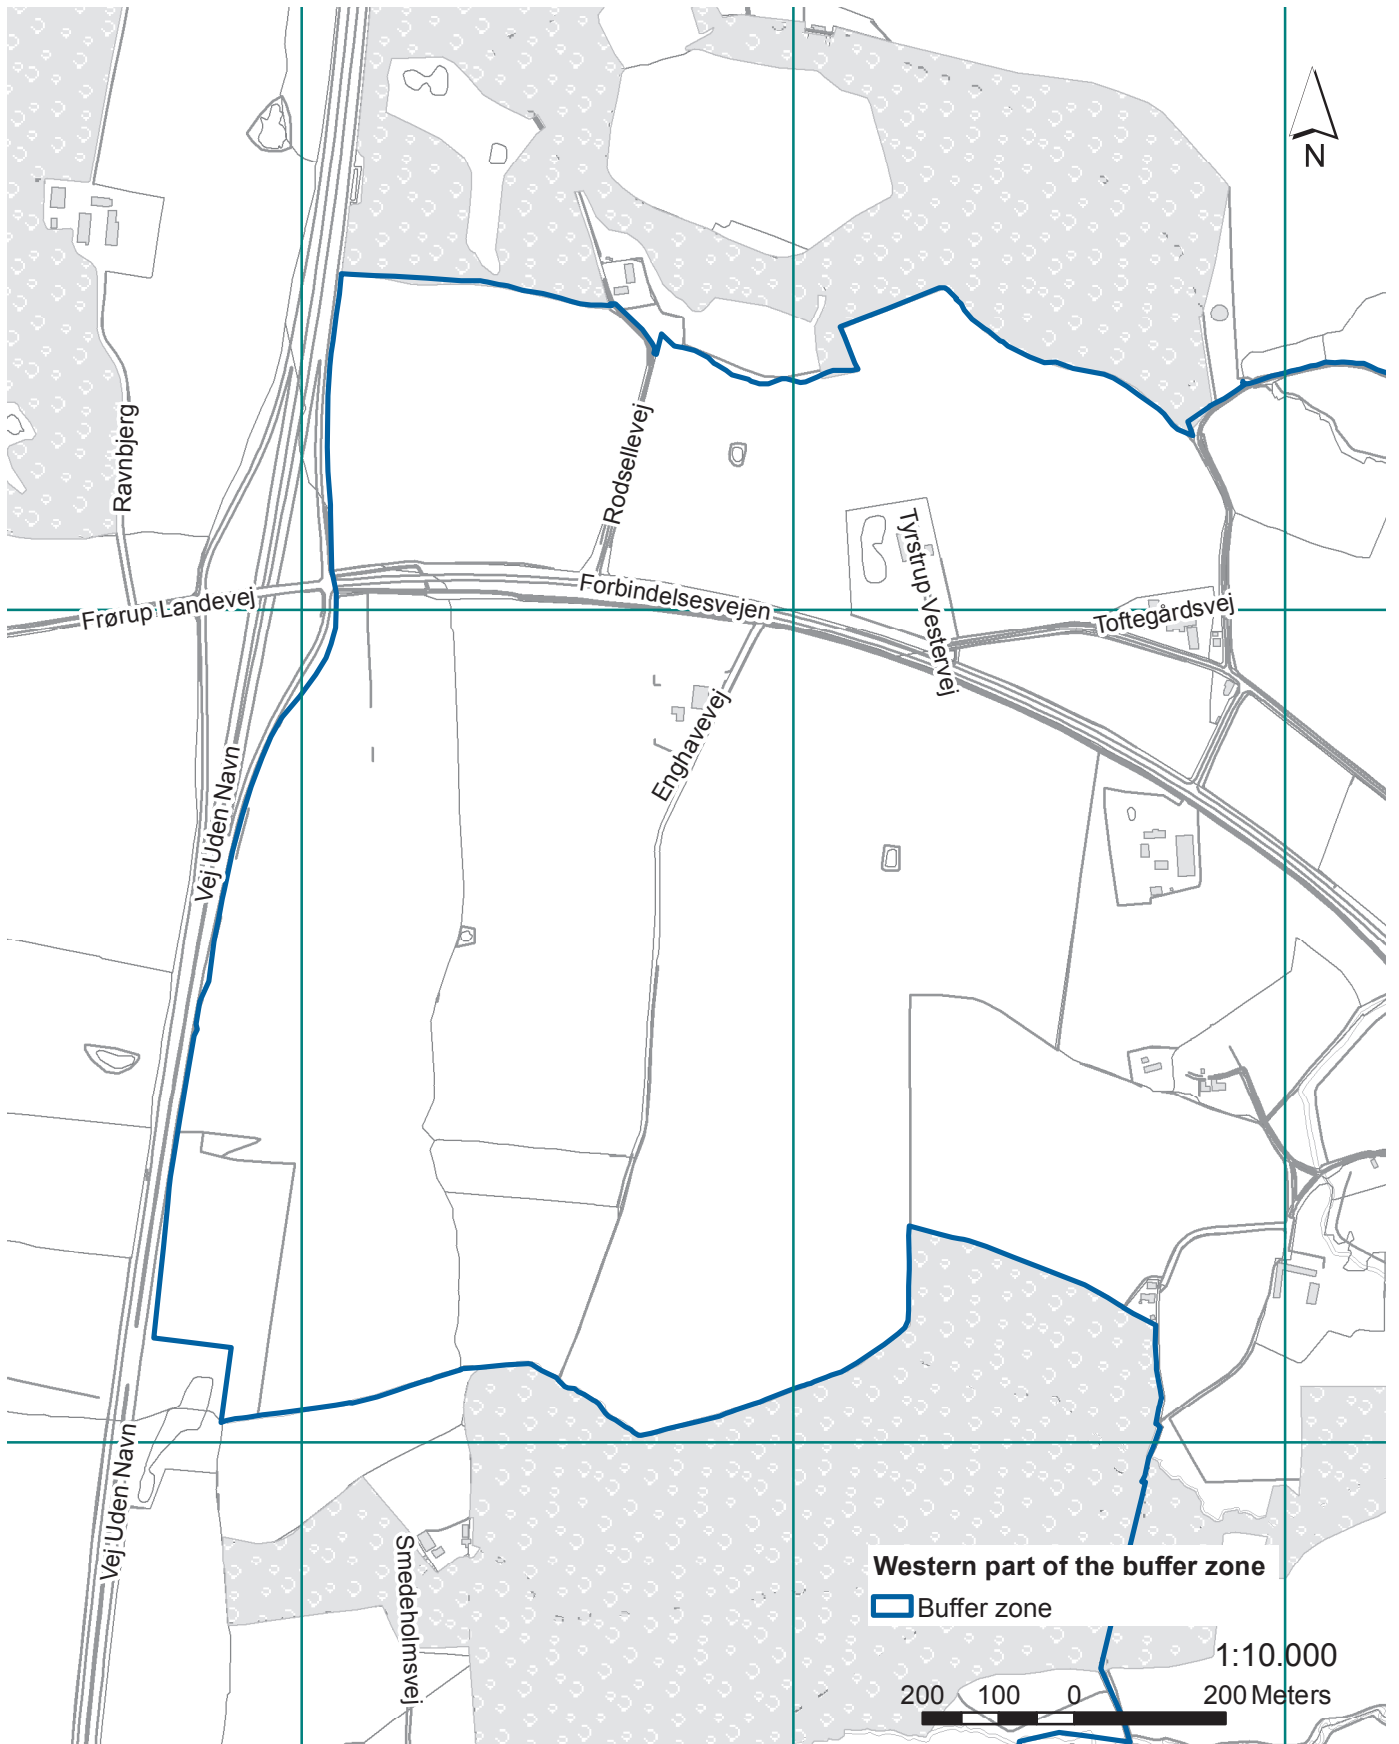 N
Ravnbjerg
Rodsellevej
Tyrstrup Vestervej
Frørup Landevej
Forbindelsesvejen
Toftegårdsvej
Enghavevej
Vej Uden Navn
Vej Uden Navn
Smedeholmsvej
Western part of the buffer zone
Buffer zone
1:10.000
200 100 0 200 Meters